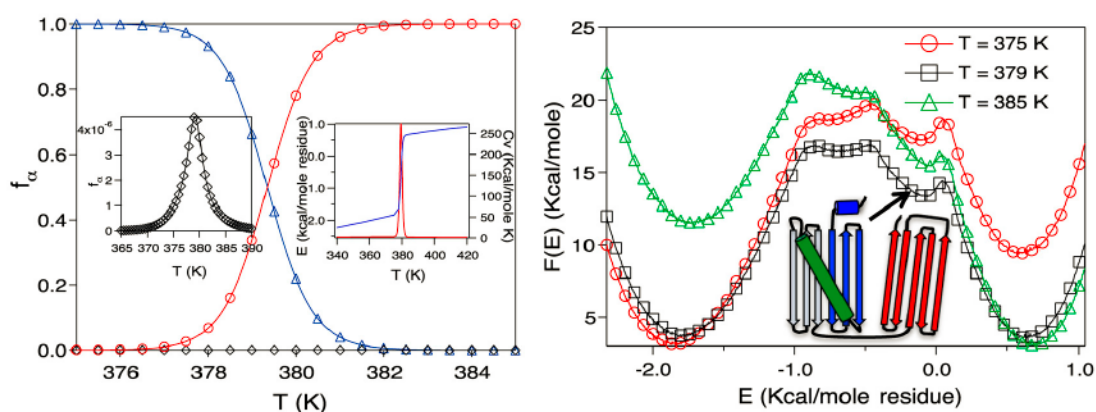 1.0
0.8
0.6
0.4
0.2
0.0
fα
376 378 380 382 384
T (K)
4x10⁻⁶
3
2
1
0
fα
365 370 375 380 385 390
T (K)
1.0
0.0
1.0
2.0
E (kcal/mole residue)
250
200
150
100
50
0
Cv (Kcal/mole K)
340 360 380 400 420
T (K)
25
20
15
10
5
F(E) (Kcal/mole)
T = 375 K
T = 379 K
T = 385 K
-2.0 -1.0 0.0 1.0
E (Kcal/mole residue)